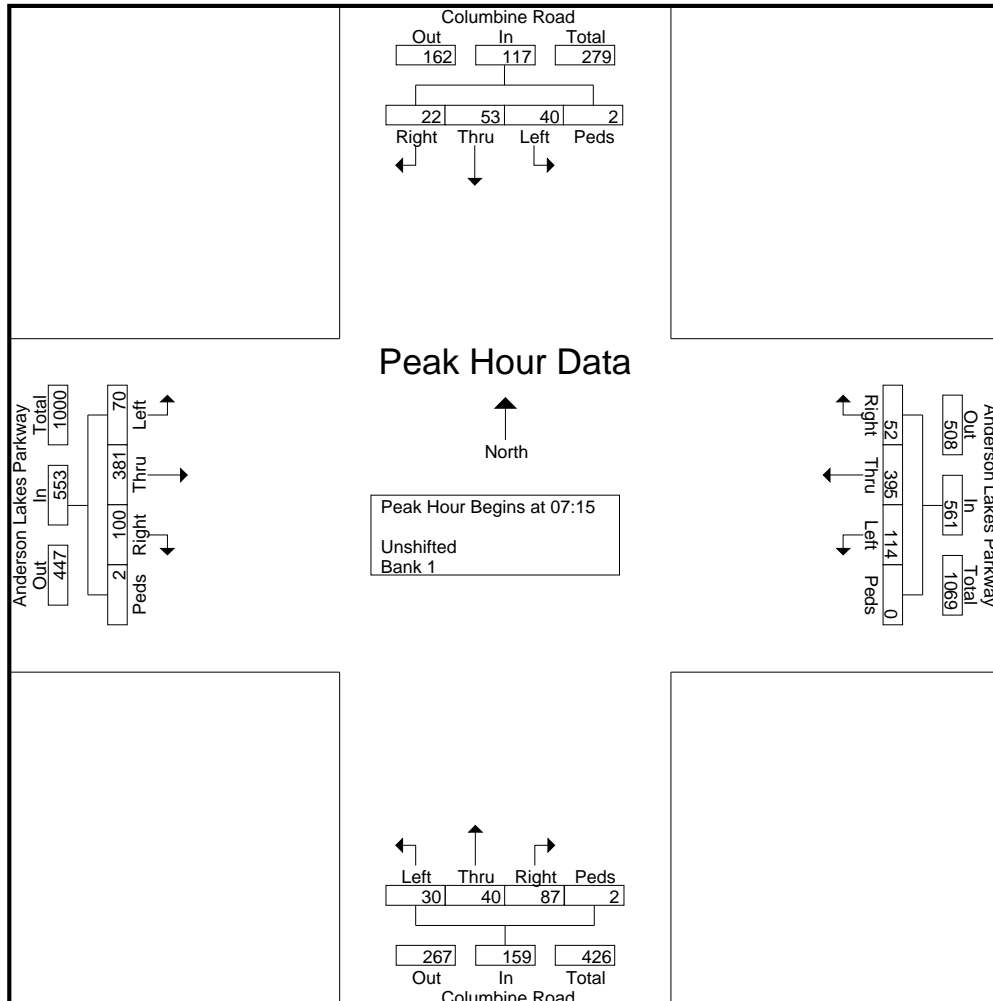 Columbine Road
Out In Total
162 117 279
22 53 40 2
Right Thru Left Peds
Peak Hour Data
North
Peak Hour Begins at 07:15
Unshifted
Bank 1
Anderson Lakes Parkway
Total In Out
1000 553 447
70 381 100 2
Left Thru Right Peds
Anderson Lakes Parkway
Out In Total
508 561 1069
52 395 114 0
Right Thru Left Peds
Left Thru Right Peds
30 40 87 2
267 159 426
Out In Total
Columbine Road